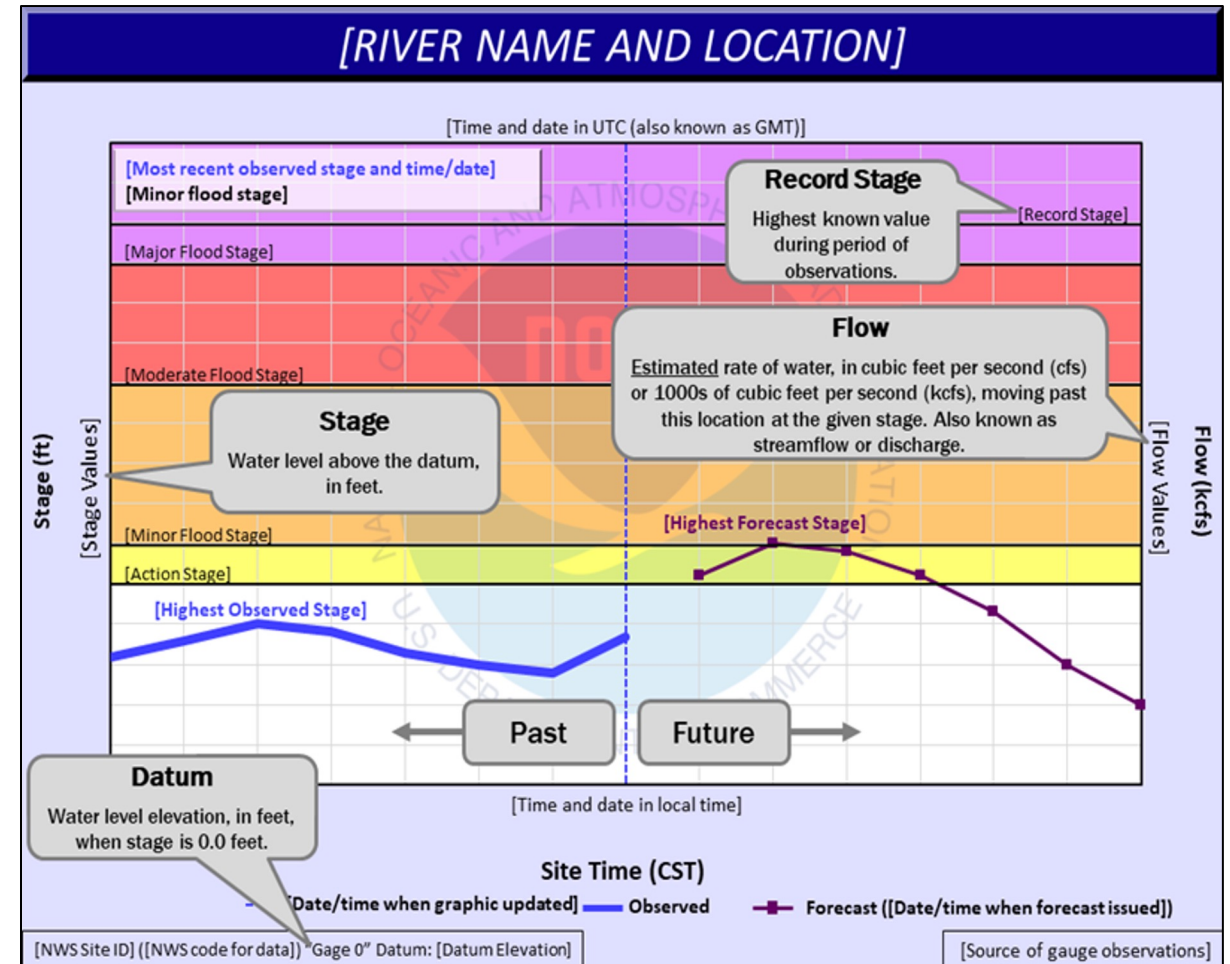 [RIVER NAME AND LOCATION]
[Time and date in UTC (also known as GMT)]
[Most recent observed stage and time/date]
[Minor flood stage]
Record Stage
Highest known value
during period of
observations.
[Record Stage]
[Major Flood Stage]
Flow
Estimated rate of water, in cubic feet per second (cfs)
or 1000s of cubic feet per second (kcfs), moving past
this location at the given stage. Also known as
streamflow or discharge.
[Moderate Flood Stage]
Stage
Water level above the datum,
in feet.
Stage (ft)
[Stage Values]
[Flow Values]
Flow (kcfs)
[Highest Forecast Stage]
[Minor Flood Stage]
[Action Stage]
[Highest Observed Stage]
Past
Future
Datum
Water level elevation, in feet,
when stage is 0.0 feet.
[Time and date in local time]
Site Time (CST)
[Date/time when graphic updated] Observed Forecast ([Date/time when forecast issued])
[NWS Site ID] ([NWS code for data]) "Gage 0" Datum: [Datum Elevation]
[Source of gauge observations]
OCEANIC AND ATMOSPH
U.S. DEP
MMERCE